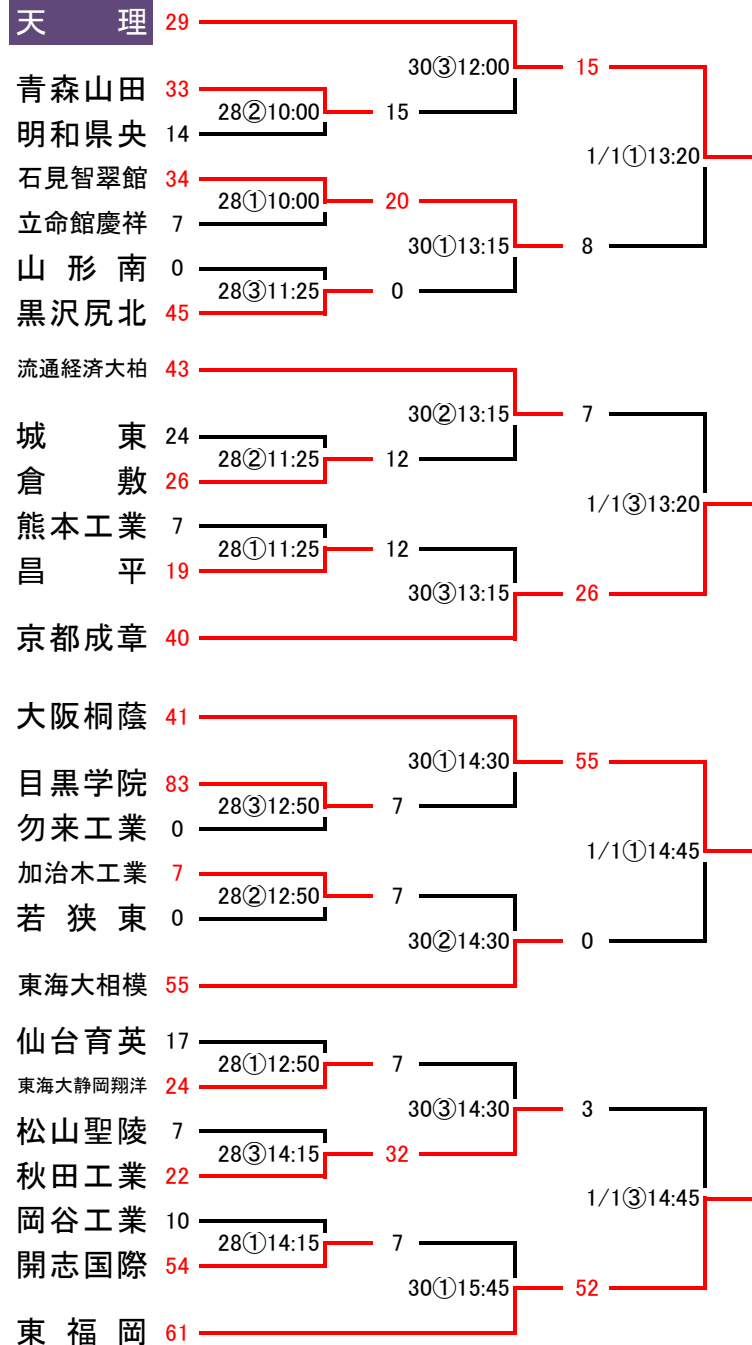 天 理 29
30③12:00 15
青森山田 33
28②10:00 15
明和県央 14
1/1①13:20
石見智翠館 34
28①10:00 20
立命館慶祥 7
30①13:15 8
山形南 0
28③11:25 0
黒沢尻北 45
流通経済大柏 43
30②13:15 7
城 東 24
28②11:25 12
倉 敷 26
1/1③13:20
熊本工業 7
28①11:25 12
昌 平 19
30③13:15 26
京都成章 40
大阪桐蔭 41
30①14:30 55
目黒学院 83
28③12:50 7
勿来工業 0
1/1①14:45
加治木工業 7
28②12:50 7
若狭東 0
30②14:30 0
東海大相模 55
仙台育英 17
28①12:50 7
東海大静岡翔洋 24
30③14:30 3
松山聖陵 7
28③14:15 32
秋田工業 22
1/1③14:45
岡谷工業 10
28①14:15 7
開志国際 54
30①15:45 52
東福岡 61